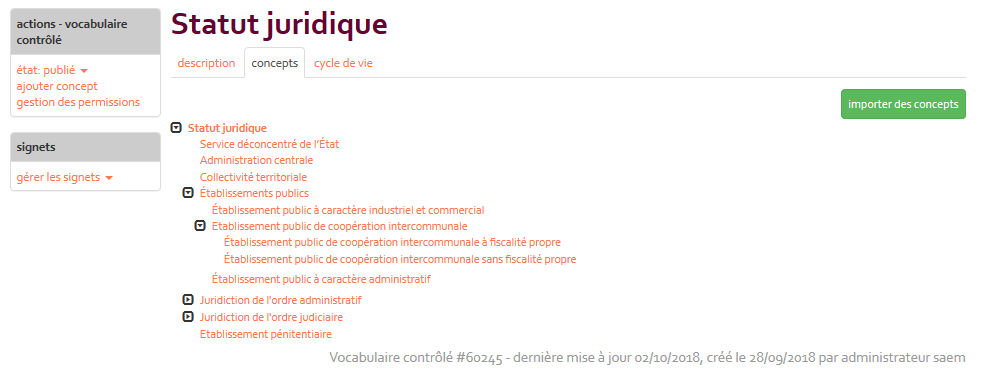 actions - vocabulaire
contrôlé
état: publié
ajouter concept
gestion des permissions
signets
gérer les signets
Statut juridique
description
concepts
cycle de vie
importer des concepts
Statut juridique
Service déconcentré de l’État
Administration centrale
Collectivité territoriale
Établissements publics
Établissement public à caractère industriel et commercial
Etablissement public de coopération intercommunale
Établissement public de coopération intercommunale à fiscalité propre
Établissement public de coopération intercommunale sans fiscalité propre
Établissement public à caractère administratif
Juridiction de l'ordre administratif
Juridiction de l'ordre judiciaire
Etablissement pénitentiaire
Vocabulaire contrôlé #60245 - dernière mise à jour 02/10/2018, créé le 28/09/2018 par administrateur saem